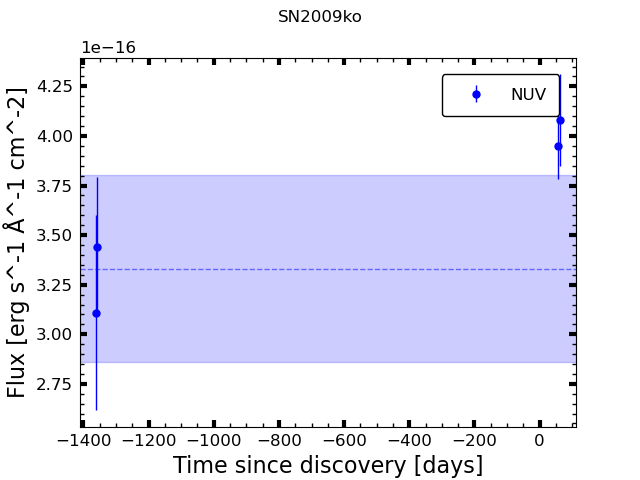 SN2009ko
1e−16
NUV
4.25
4.00
3.75
3.50
3.25
3.00
2.75
Flux [erg s^-1 Å^-1 cm^-2]
−1400 −1200 −1000 −800 −600 −400 −200 0
Time since discovery [days]